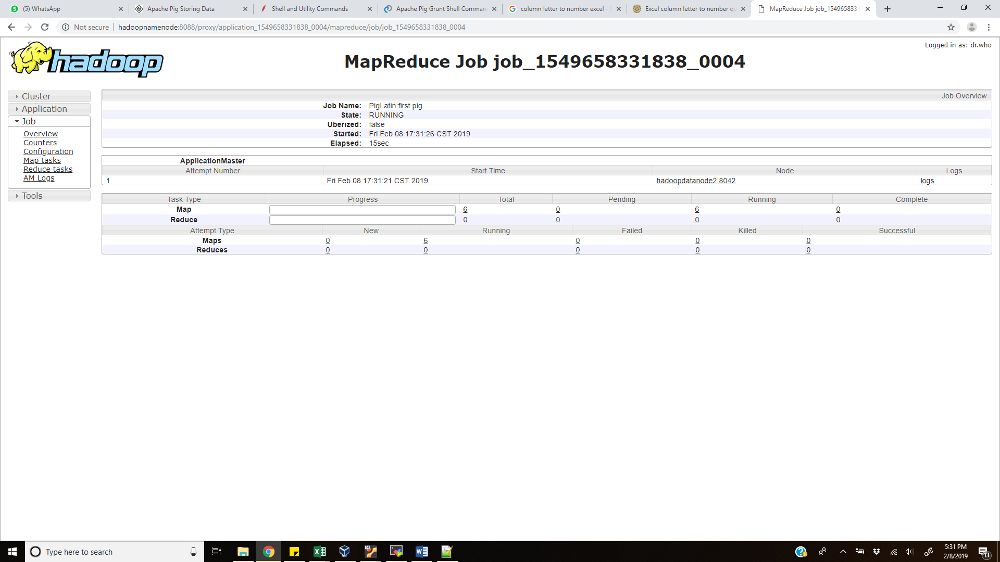 (5) WhatsApp
Apache Pig Storing Data
Shell and Utility Commands
Apache Pig Grunt Shell Comman
column letter to number excel -
Excel column letter to number qu
MapReduce Job job_1549658331
Not secure
hadoopnamenode:8088/proxy/application_1549658331838_0004/mapreduce/job/job_1549658331838_0004
hadoop
MapReduce Job job_1549658331838_0004
Logged in as: dr.who
Cluster
Application
Job
Overview
Counters
Configuration
Map tasks
Reduce tasks
AM Logs
Tools
Job Overview
Job Name: PigLatin:first.pig
State: RUNNING
Uberized: false
Started: Fri Feb 08 17:31:26 CST 2019
Elapsed: 15sec
ApplicationMaster
Attempt Number Start Time Node Logs
1 Fri Feb 08 17:31:21 CST 2019 hadoopdatanode2:8042 logs
Task Type Progress Total Pending Running Complete
Map 6 0 6 0
Reduce 0 0 0 0
Attempt Type New Running Failed Killed Successful
Maps 0 6 0 0 0
Reduces 0 0 0 0 0
Type here to search
5:31 PM
2/8/2019
13